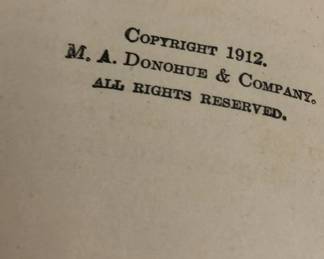 COPYRIGHT 1912.
M. A. DONOHUE & COMPANY.
ALL RIGHTS RESERVED.